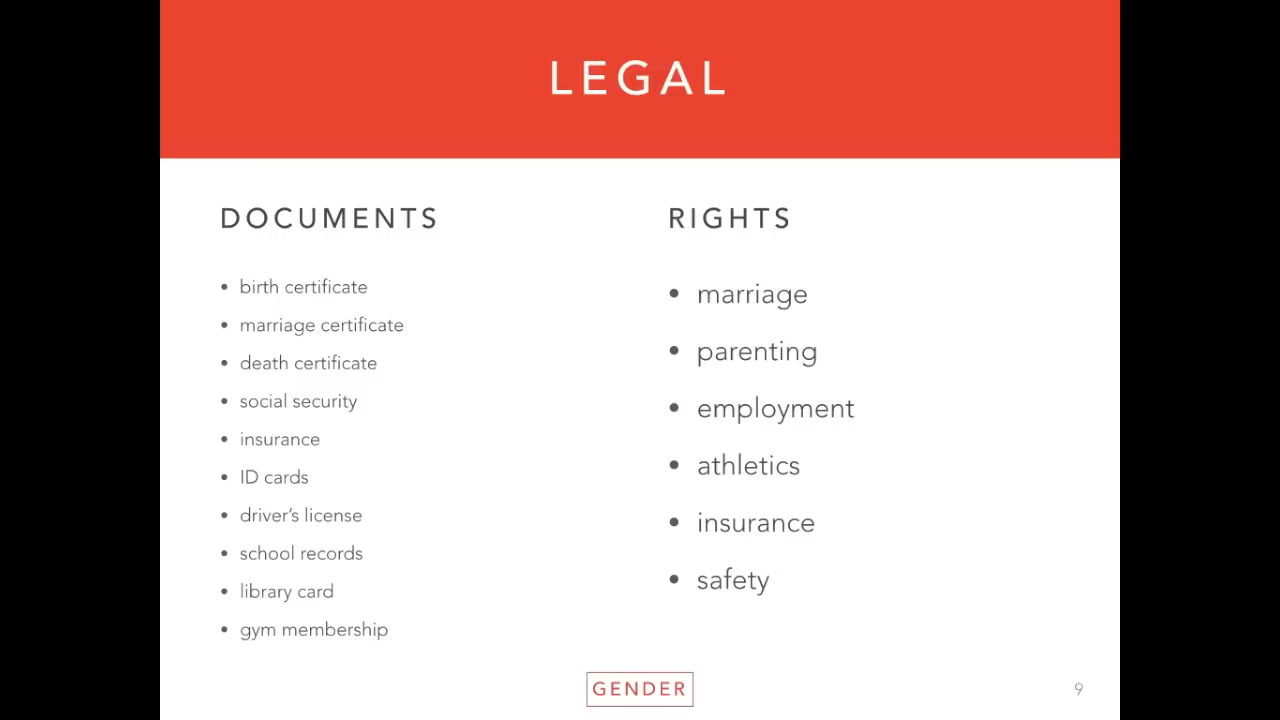 LEGAL
DOCUMENTS
• birth certificate
• marriage certificate
• death certificate
• social security
• insurance
• ID cards
• driver’s license
• school records
• library card
• gym membership
RIGHTS
• marriage
• parenting
• employment
• athletics
• insurance
• safety
GENDER
9